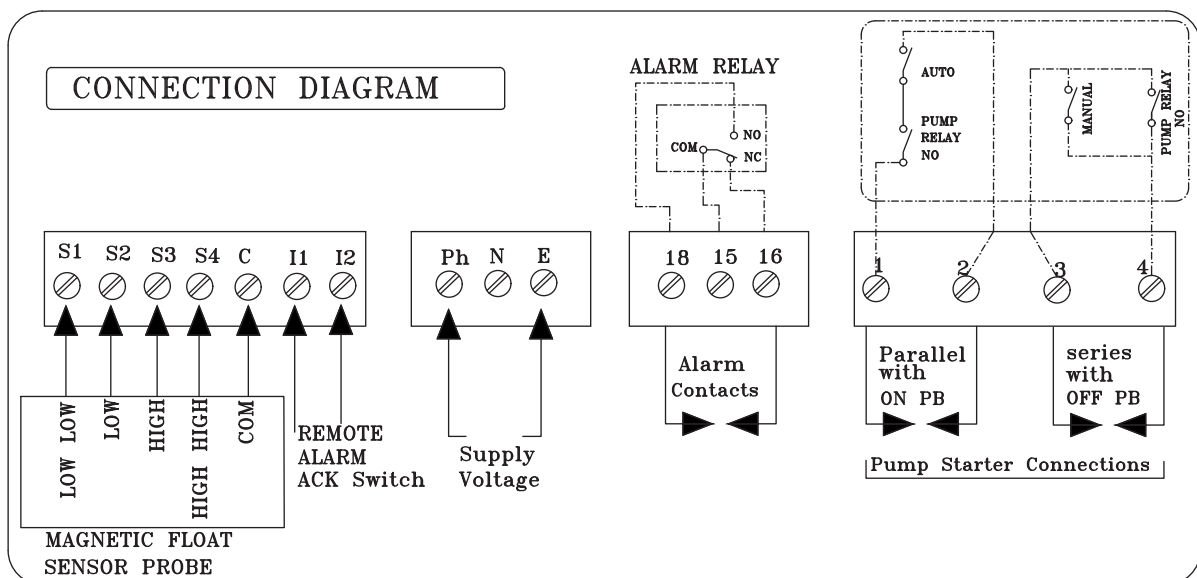 CONNECTION DIAGRAM
ALARM RELAY
NO
COM
NC
AUTO
PUMP
RELAY
NO
MANUAL
PUMP RELAY
NO
S1 S2 S3 S4 C I1 I2
Ph N E
18 15 16
1 2 3 4
LOW LOW
LOW
HIGH
HIGH HIGH
COM
REMOTE
ALARM
ACK Switch
Supply
Voltage
Alarm
Contacts
Parallel
with
ON PB
series
with
OFF PB
Pump Starter Connections
MAGNETIC FLOAT
SENSOR PROBE